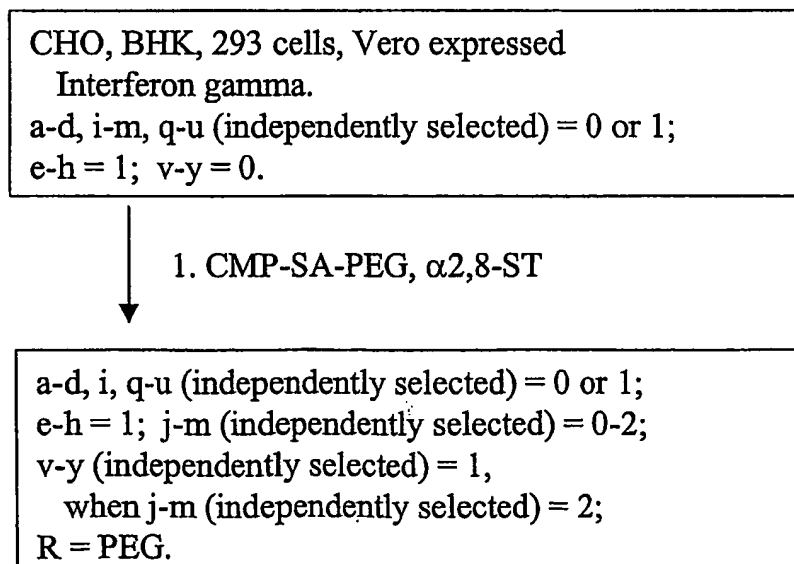 CHO, BHK, 293 cells, Vero expressed
Interferon gamma.
a-d, i-m, q-u (independently selected) = 0 or 1;
e-h = 1; v-y = 0.
1. CMP-SA-PEG, α2,8-ST
a-d, i, q-u (independently selected) = 0 or 1;
e-h = 1; j-m (independently selected) = 0-2;
v-y (independently selected) = 1,
when j-m (independently selected) = 2;
R = PEG.